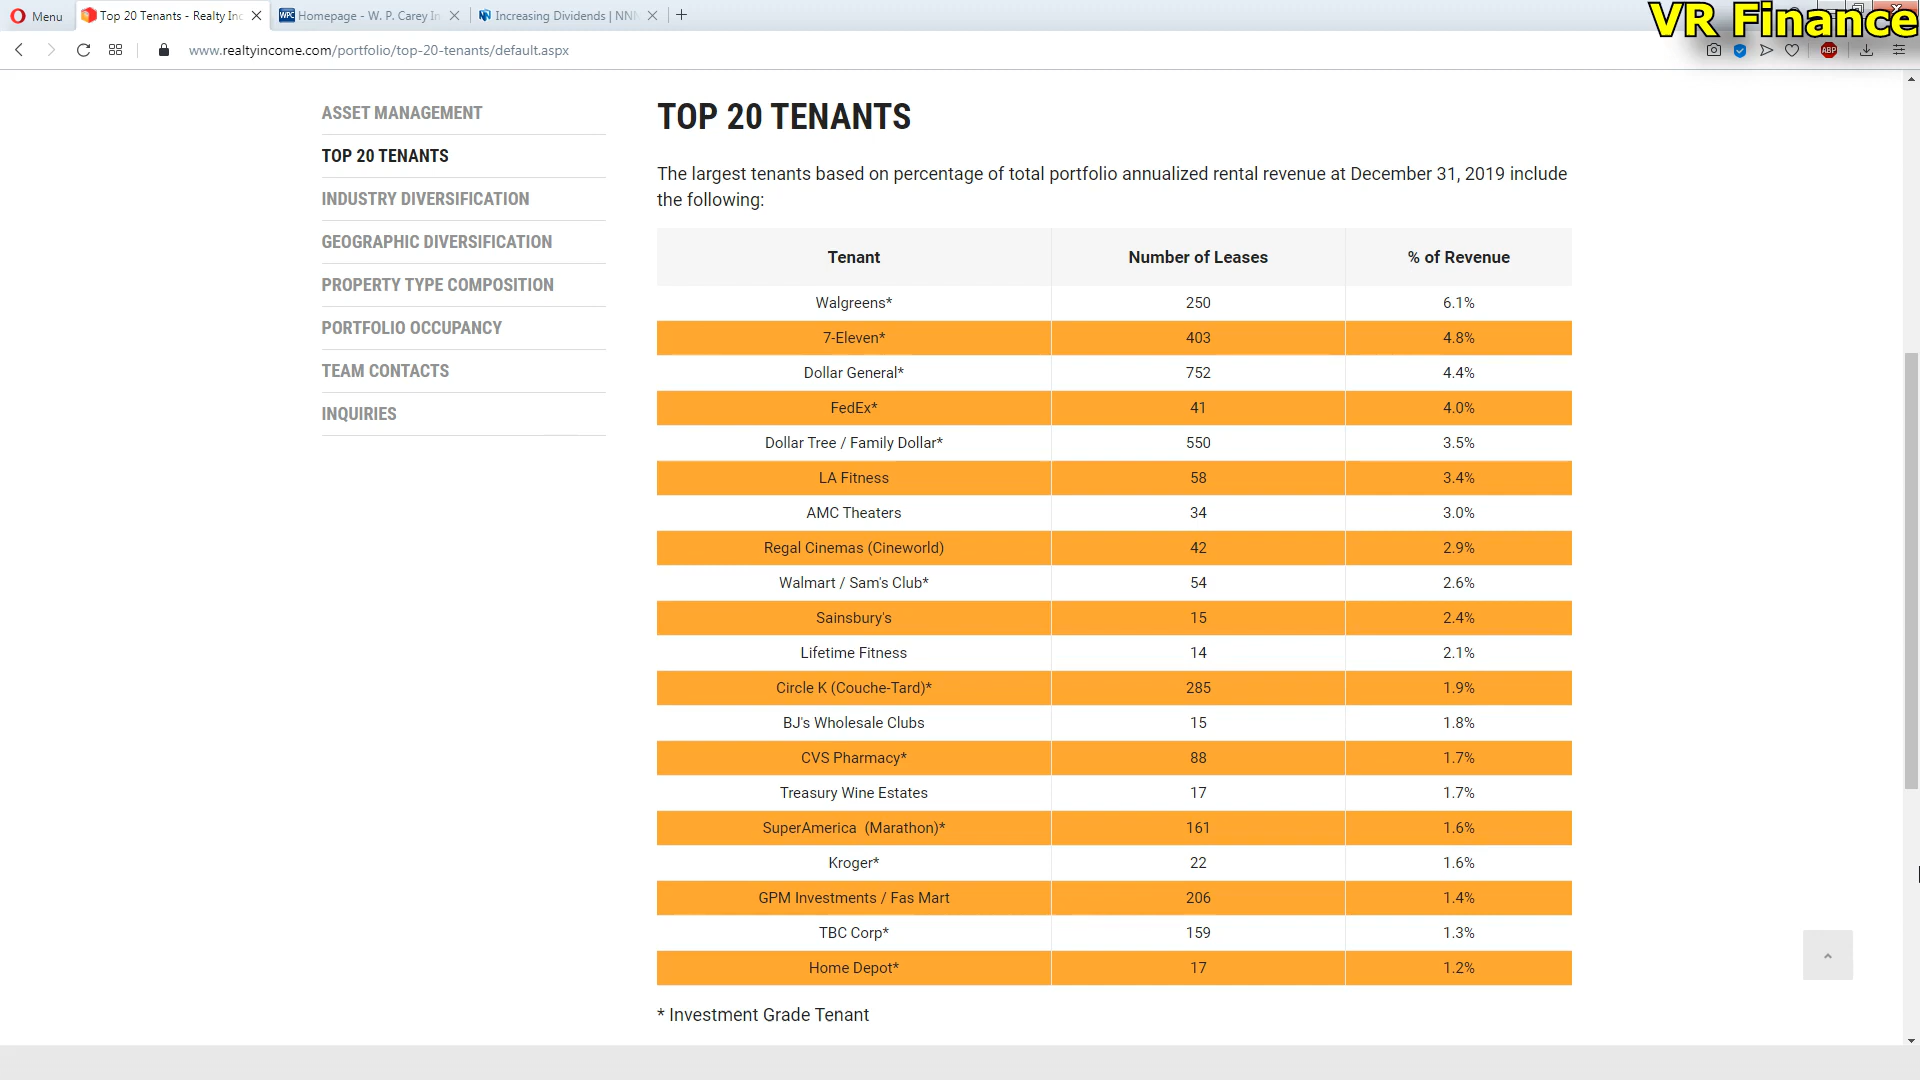 Menu
Top 20 Tenants - Realty Inc
Homepage - W. P. Carey In
Increasing Dividends | NNN
VR Finance
www.realtyincome.com/portfolio/top-20-tenants/default.aspx
ABP
ASSET MANAGEMENT
TOP 20 TENANTS
INDUSTRY DIVERSIFICATION
GEOGRAPHIC DIVERSIFICATION
PROPERTY TYPE COMPOSITION
PORTFOLIO OCCUPANCY
TEAM CONTACTS
INQUIRIES
TOP 20 TENANTS
The largest tenants based on percentage of total portfolio annualized rental revenue at December 31, 2019 include
the following:
Tenant Number of Leases % of Revenue
Walgreens* 250 6.1%
7-Eleven* 403 4.8%
Dollar General* 752 4.4%
FedEx* 41 4.0%
Dollar Tree / Family Dollar* 550 3.5%
LA Fitness 58 3.4%
AMC Theaters 34 3.0%
Regal Cinemas (Cineworld) 42 2.9%
Walmart / Sam's Club* 54 2.6%
Sainsbury's 15 2.4%
Lifetime Fitness 14 2.1%
Circle K (Couche-Tard)* 285 1.9%
BJ's Wholesale Clubs 15 1.8%
CVS Pharmacy* 88 1.7%
Treasury Wine Estates 17 1.7%
SuperAmerica (Marathon)* 161 1.6%
Kroger* 22 1.6%
GPM Investments / Fas Mart 206 1.4%
TBC Corp* 159 1.3%
Home Depot* 17 1.2%
* Investment Grade Tenant